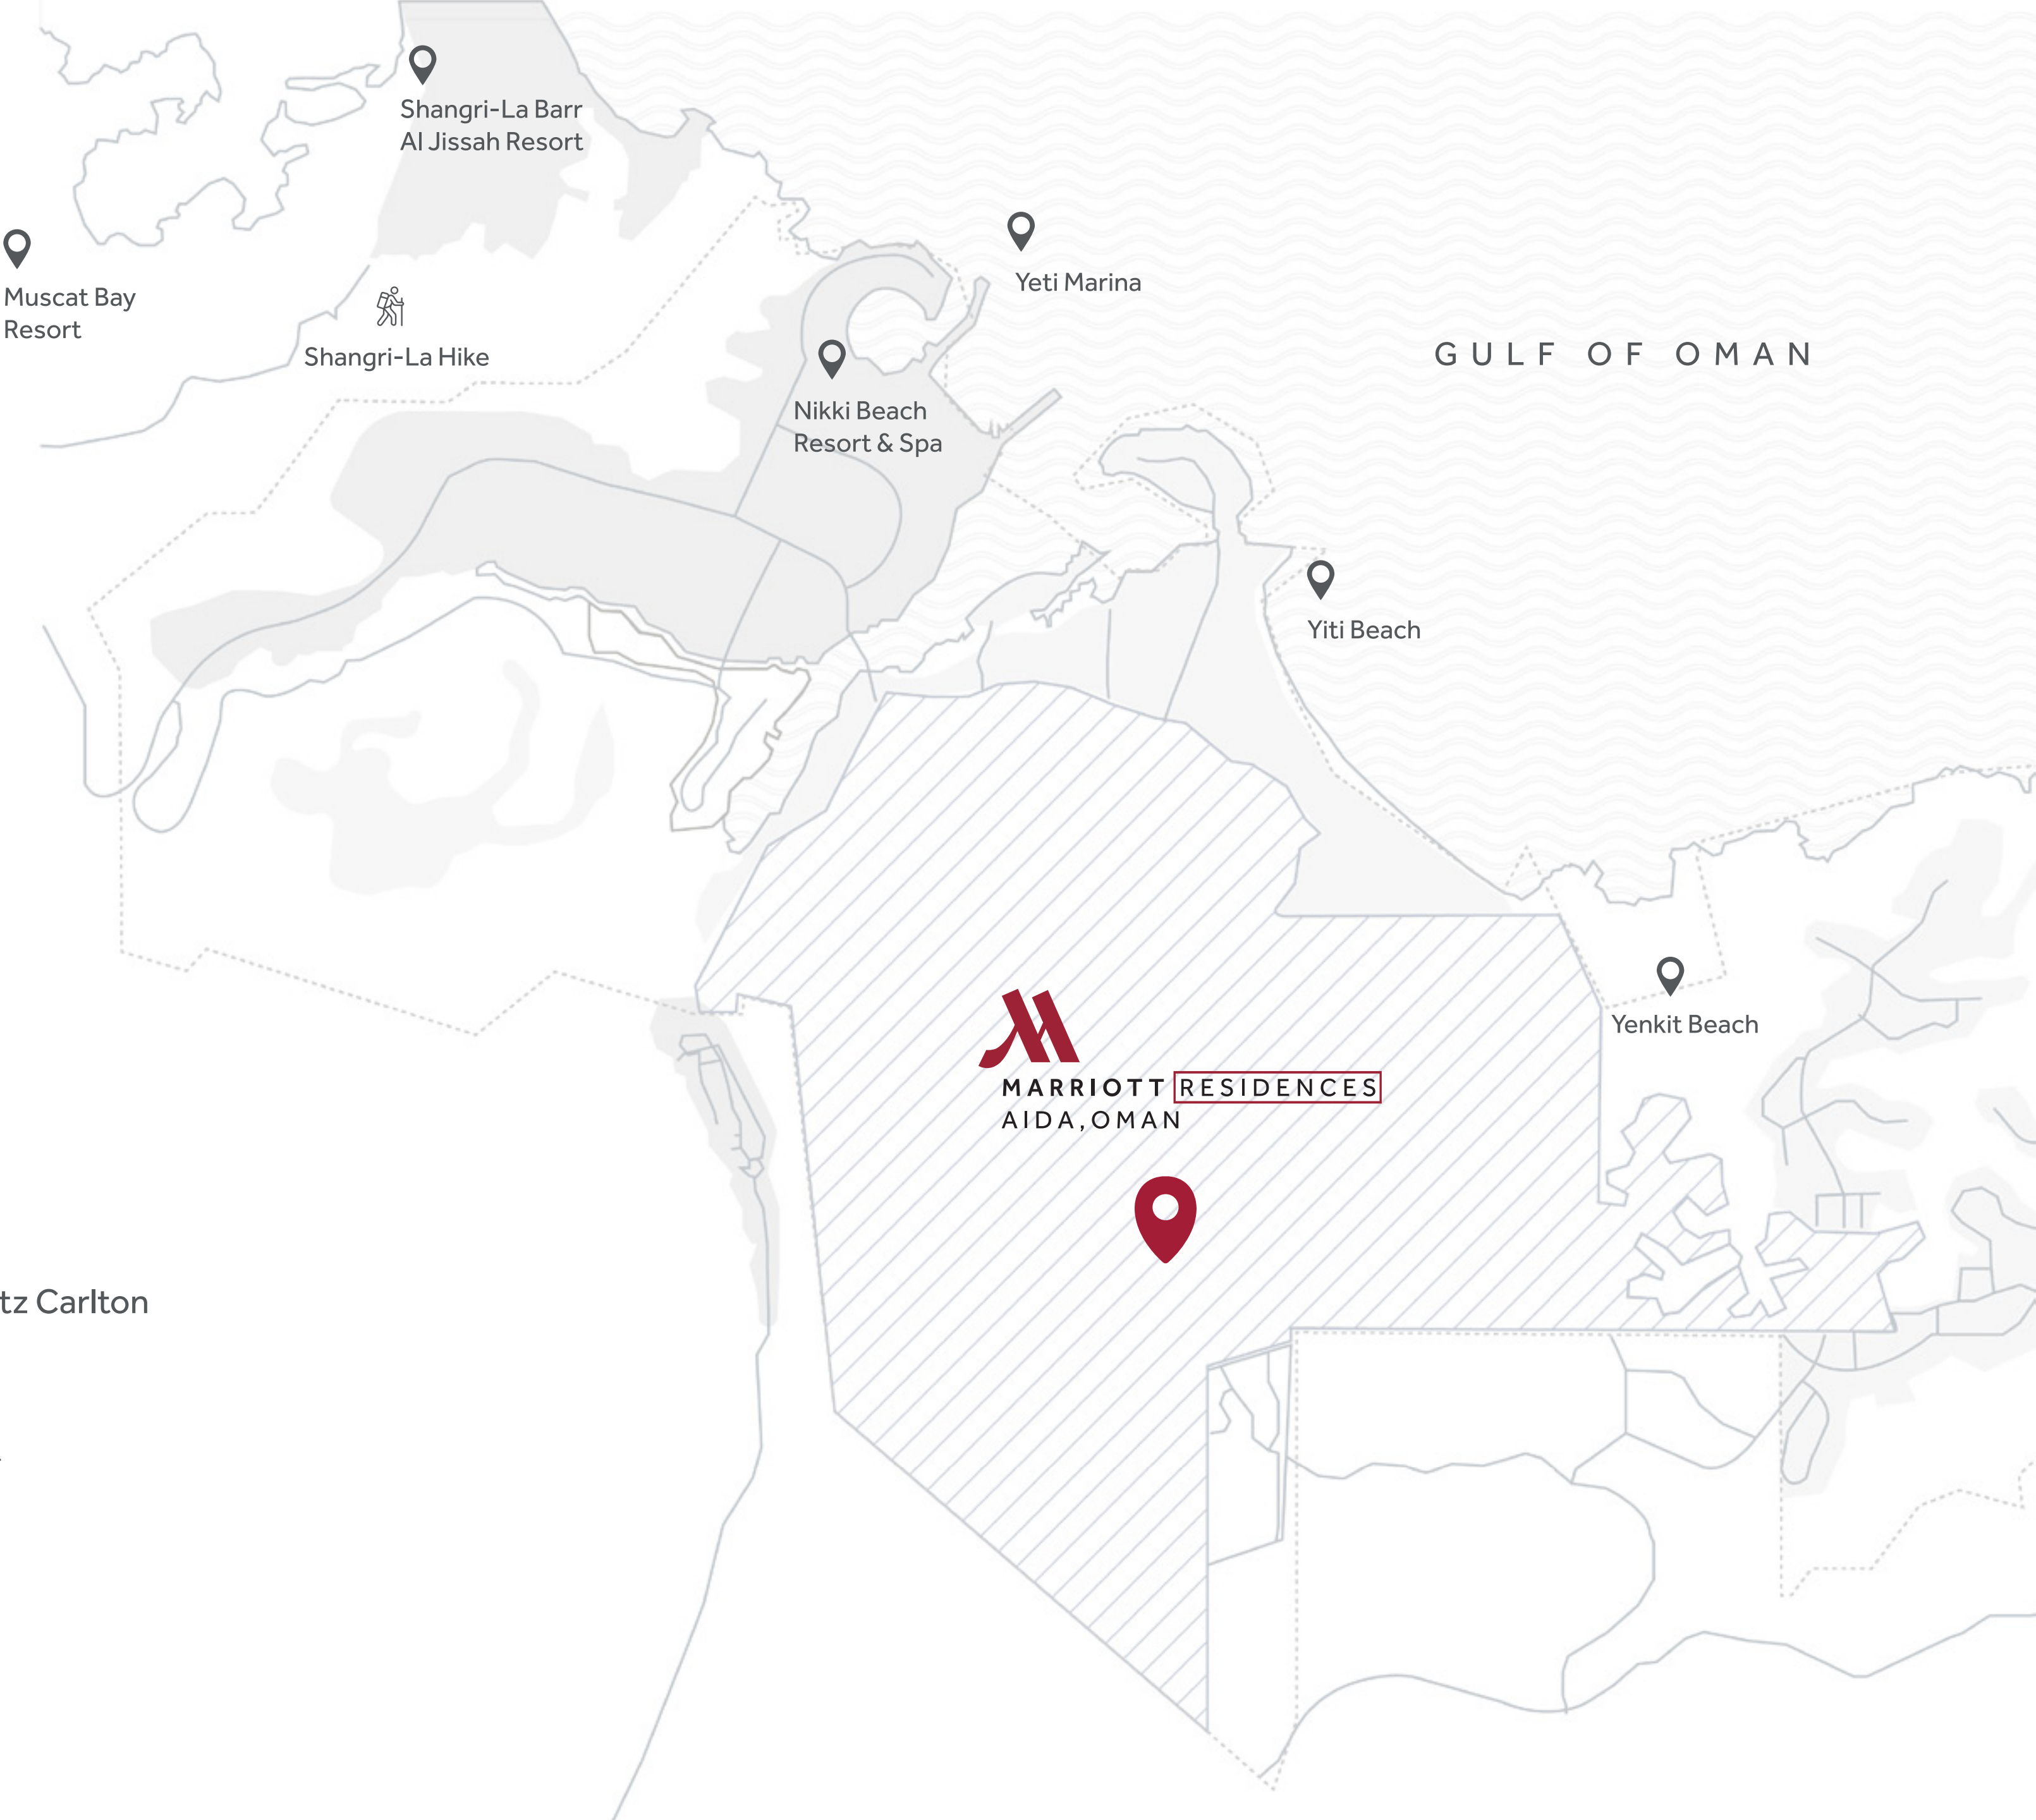 Shangri-La Barr
Al Jissah Resort
Muscat Bay
Resort
Shangri-La Hike
Yeti Marina
GULF OF OMAN
Nikki Beach
Resort & Spa
Yiti Beach
Yenkit Beach
MARRIOTT RESIDENCES
AIDA, OMAN
tz Carlton